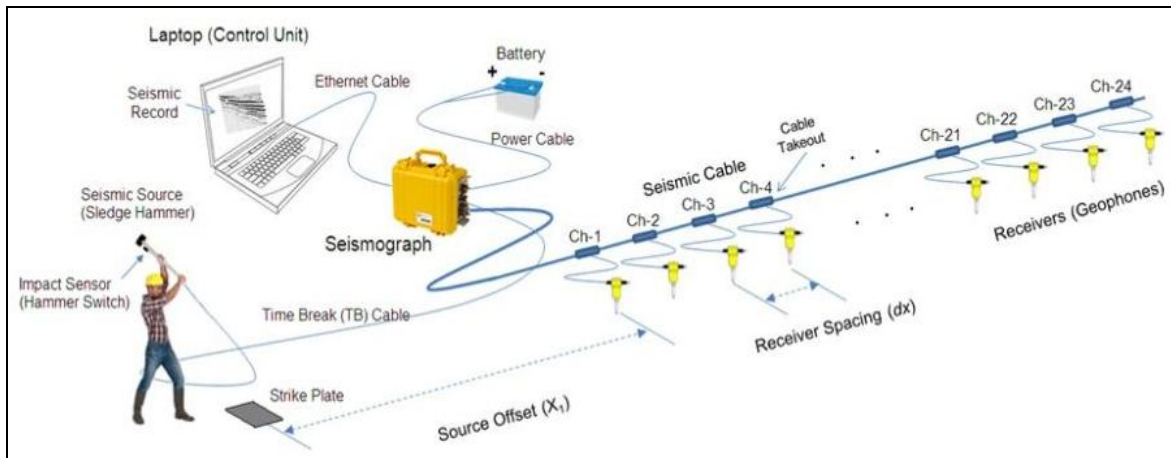 Laptop (Control Unit)
Battery
+ -
Ethernet Cable
Seismic
Record
Power Cable
Ch-24
Ch-23
Ch-22
Ch-21
Cable
Takeout
. . .
Seismic Cable
Ch-4
Ch-3
Ch-2
Ch-1
. . .
Receivers (Geophones)
Seismic Source
(Sledge Hammer)
Seismograph
Impact Sensor
(Hammer Switch)
Time Break (TB) Cable
Receiver Spacing (dx)
Strike Plate
Source Offset (X₁)